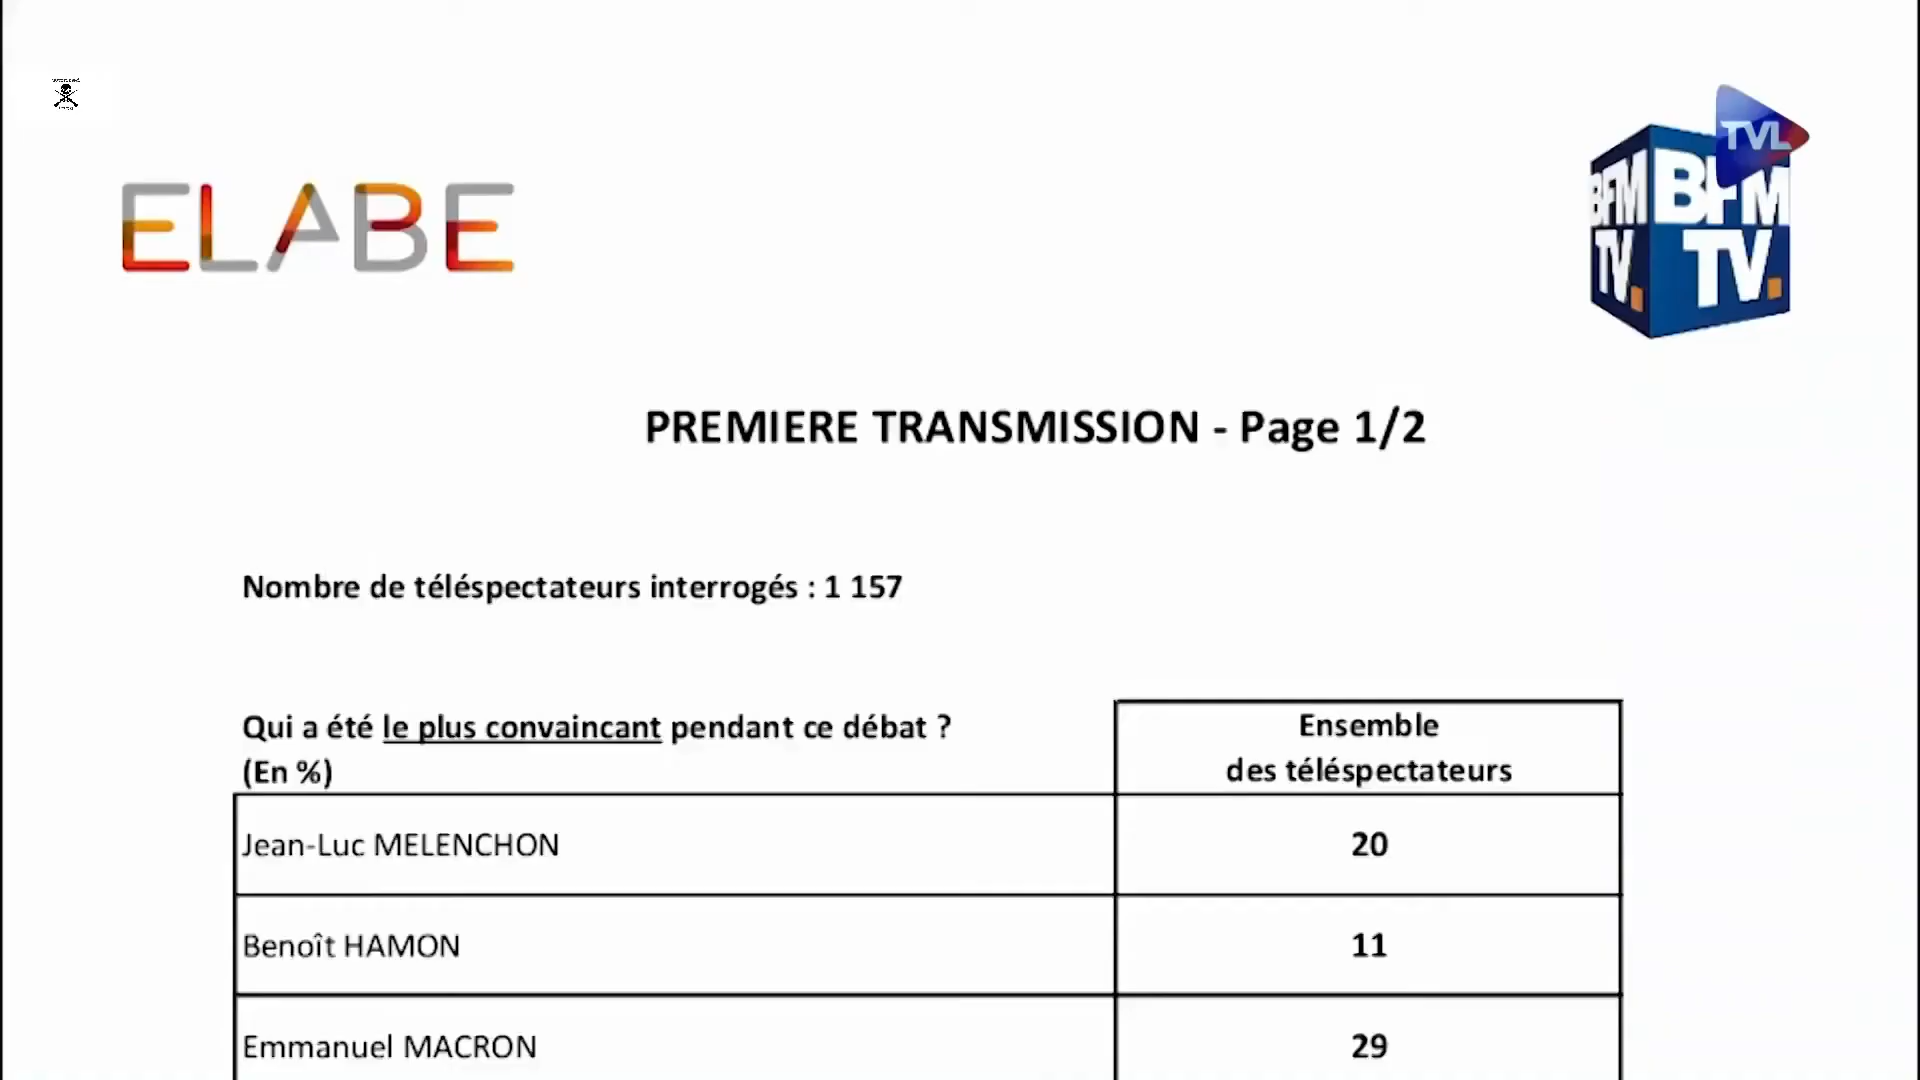 TVL
ELABE
BFM
TV.
BFM
TV.
PREMIERE TRANSMISSION - Page 1/2
Nombre de téléspectateurs interrogés : 1 157
Qui a été le plus convaincant pendant ce débat ?
(En %)
Ensemble
des téléspectateurs
Jean-Luc MELENCHON
20
Benoît HAMON
11
Emmanuel MACRON
29